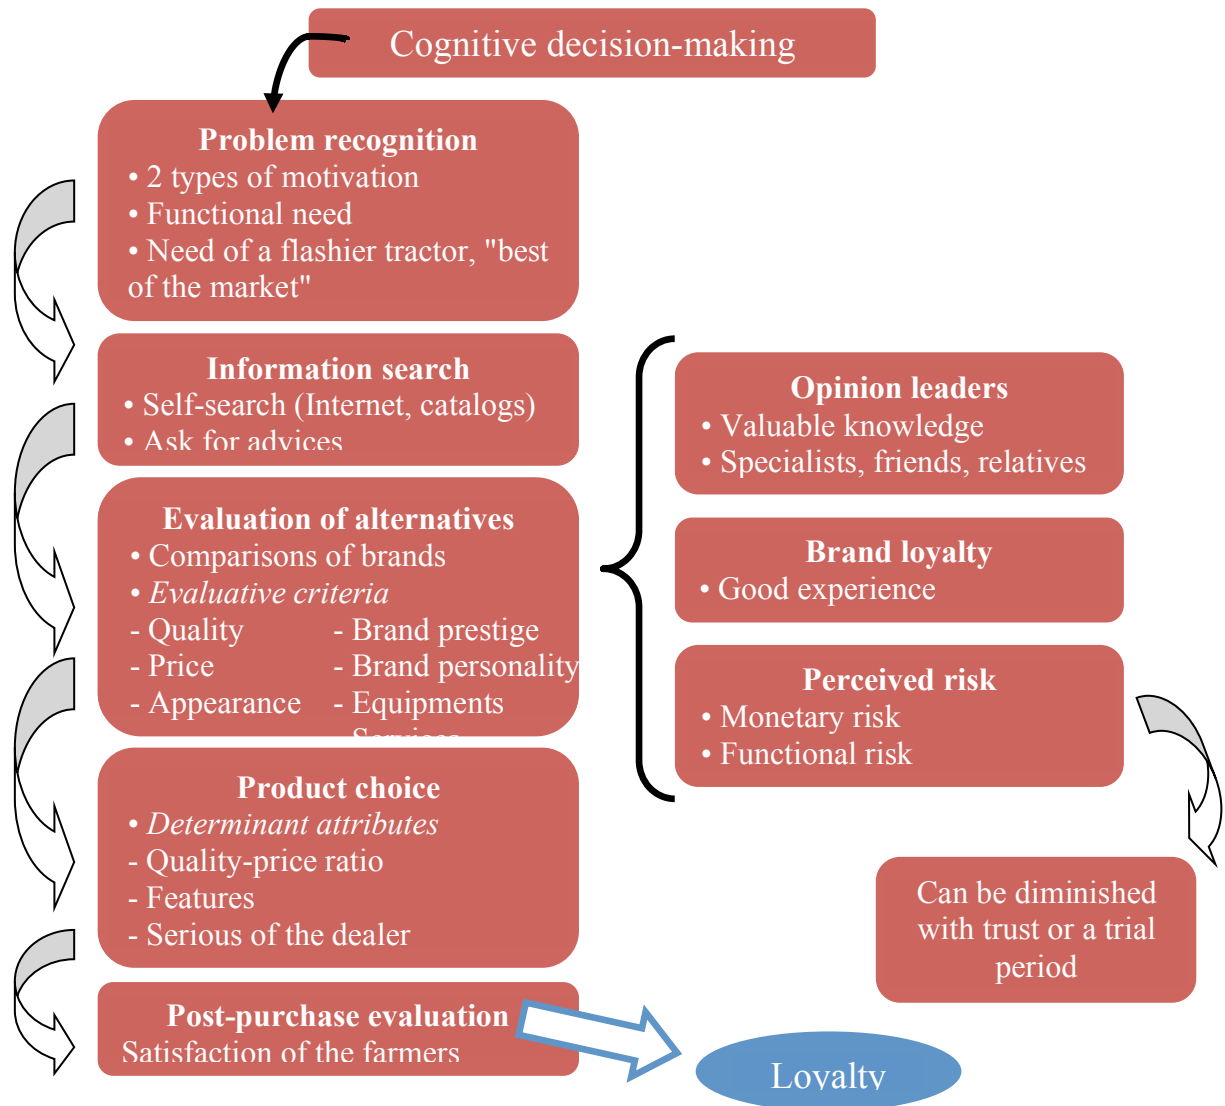 Cognitive decision-making
Problem recognition
• 2 types of motivation
• Functional need
• Need of a flashier tractor, "best
of the market"
Information search
• Self-search (Internet, catalogs)
• Ask for advices
Evaluation of alternatives
• Comparisons of brands
• Evaluative criteria
- Quality - Brand prestige
- Price - Brand personality
- Appearance - Equipments
- Services
Product choice
• Determinant attributes
- Quality-price ratio
- Features
- Serious of the dealer
Post-purchase evaluation
Satisfaction of the farmers
Opinion leaders
• Valuable knowledge
• Specialists, friends, relatives
Brand loyalty
• Good experience
Perceived risk
• Monetary risk
• Functional risk
Can be diminished
with trust or a trial
period
Loyalty